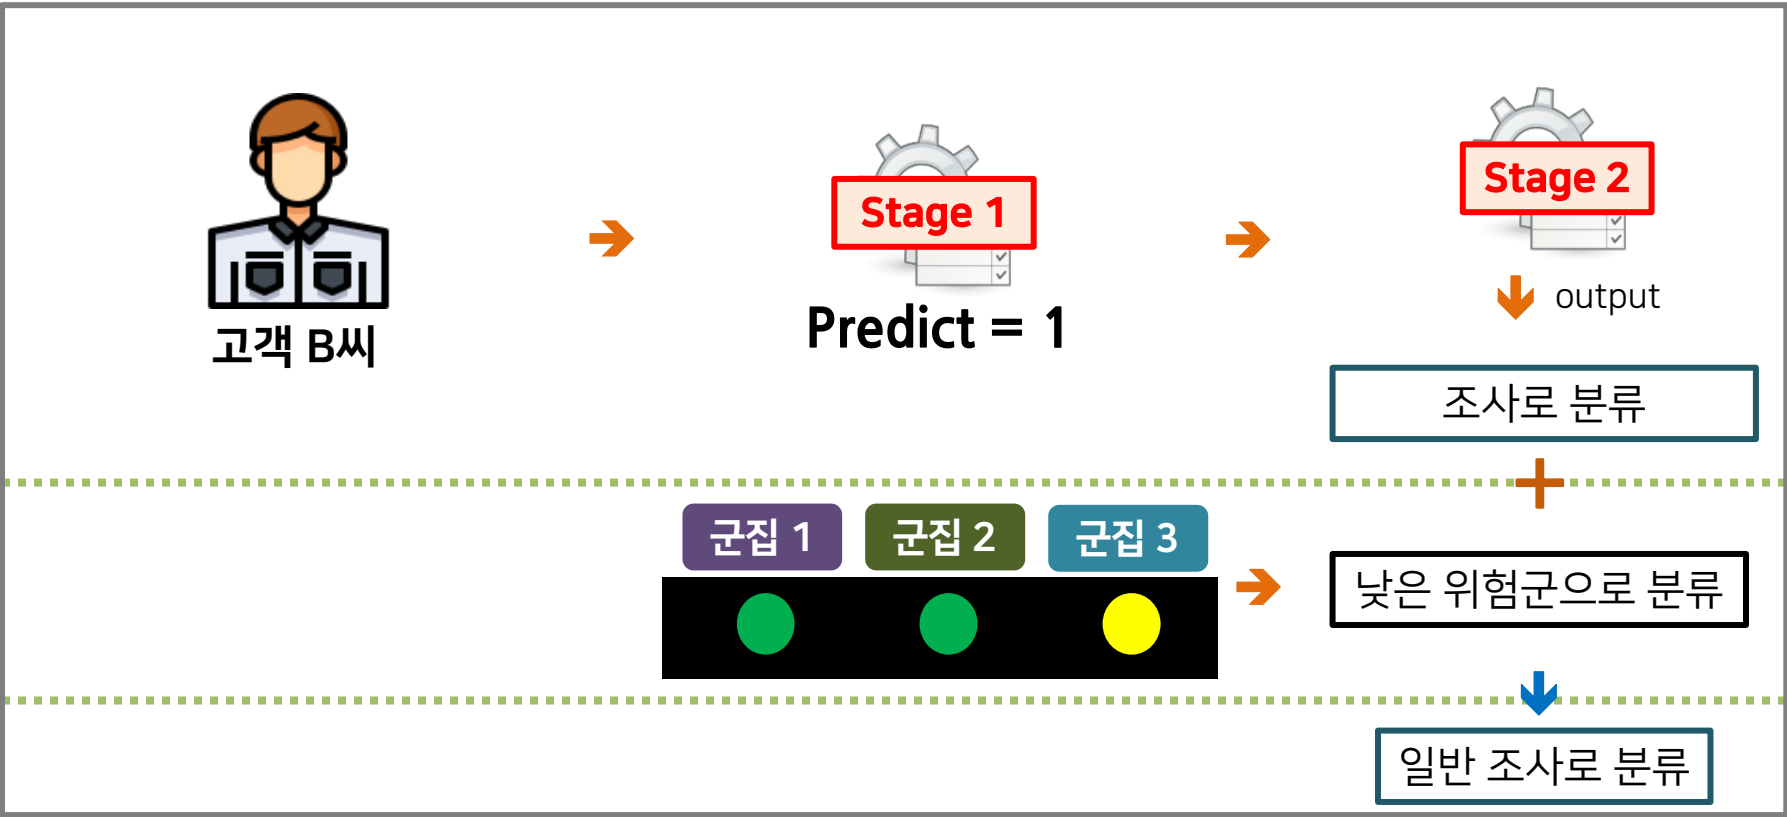 고객 B씨
Stage 1
Predict = 1
Stage 2
output
조사로 분류
군집 1
군집 2
군집 3
낮은 위험군으로 분류
일반 조사로 분류